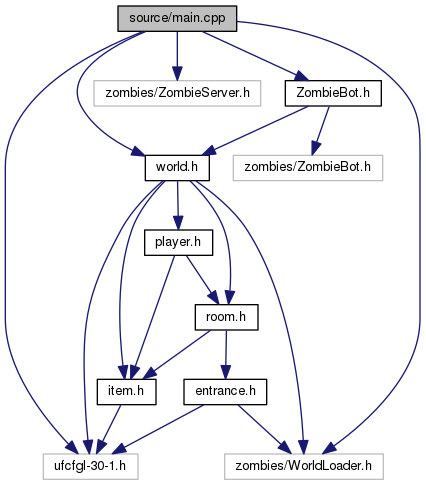 source/main.cpp
zombies/ZombieServer.h
ZombieBot.h
world.h
zombies/ZombieBot.h
player.h
room.h
item.h
entrance.h
ufcfgl-30-1.h
zombies/WorldLoader.h